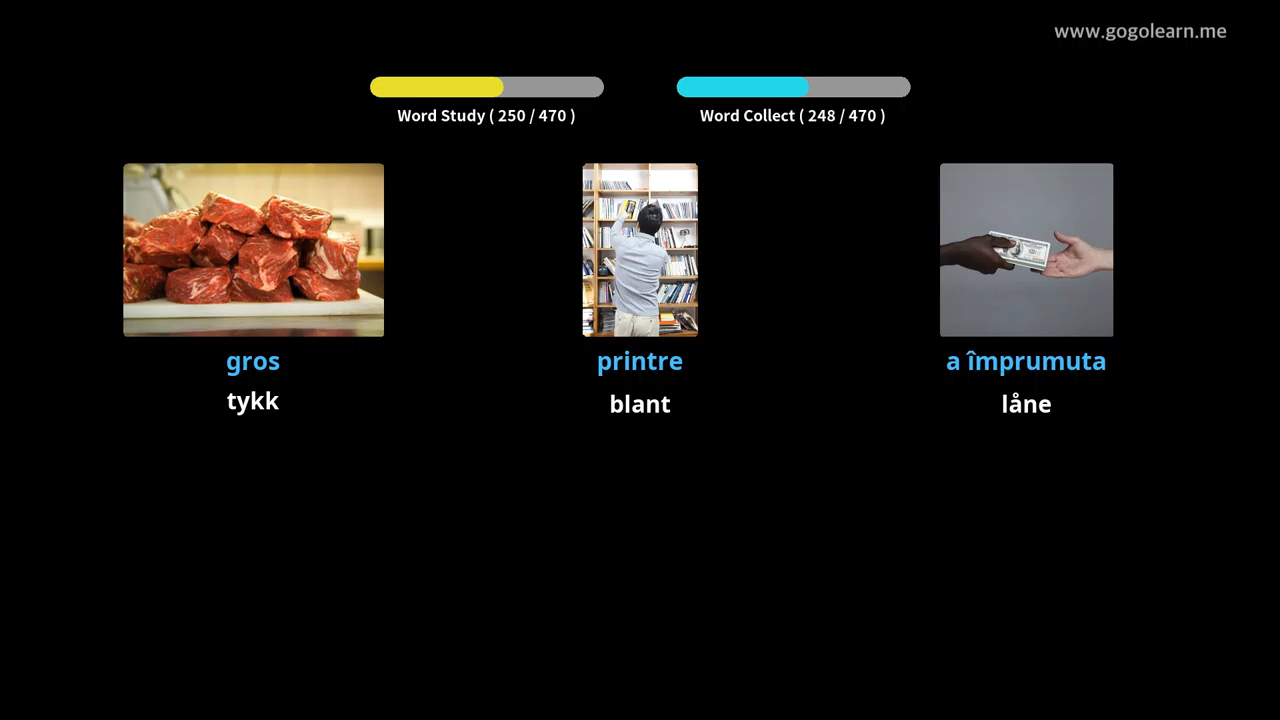 www.gogolearn.me
Word Study ( 250 / 470 )
Word Collect ( 248 / 470 )
gros
tykk
printre
blant
a împrumuta
låne